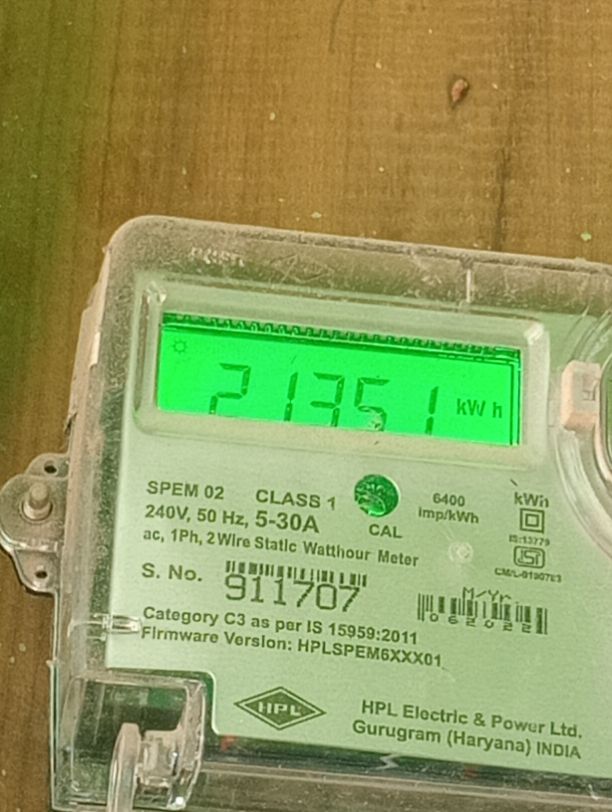 21351 kWh
SPEM 02 CLASS 1
240V, 50 Hz, 5-30A
CAL
6400
imp/kWh
kWh
IS:13779
ac, 1Ph, 2 Wire Static Watthour Meter
S. No.
911707
M/Yr
062022
Category C3 as per IS 15959:2011
Firmware Version: HPLSPEM6XXX01
HPL
HPL Electric & Power Ltd.
Gurugram (Haryana) INDIA